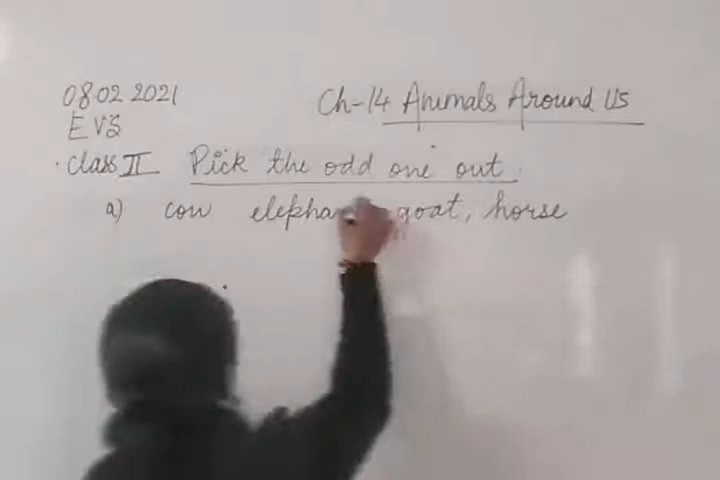 08.02.2021 Ch-14 Animals Around Us
EVS
Class II Pick the odd one out.
a) cow elephant goat, horse